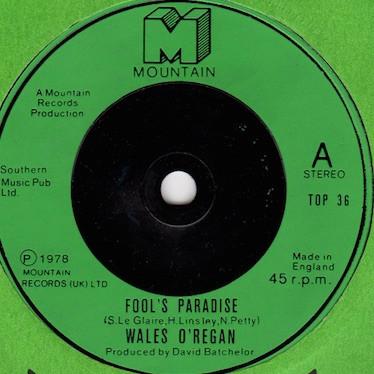 M
MOUNTAIN
A Mountain
Records
Production
Southern
Music Pub
Ltd.
A
STEREO
TOP 36
℗ 1978
MOUNTAIN
RECORDS (UK) LTD
Made in
England
45 r.p.m.
FOOL'S PARADISE
(S.Le Glaire, H.Linsley, N.Petty)
WALES O'REGAN
Produced by David Batchelor